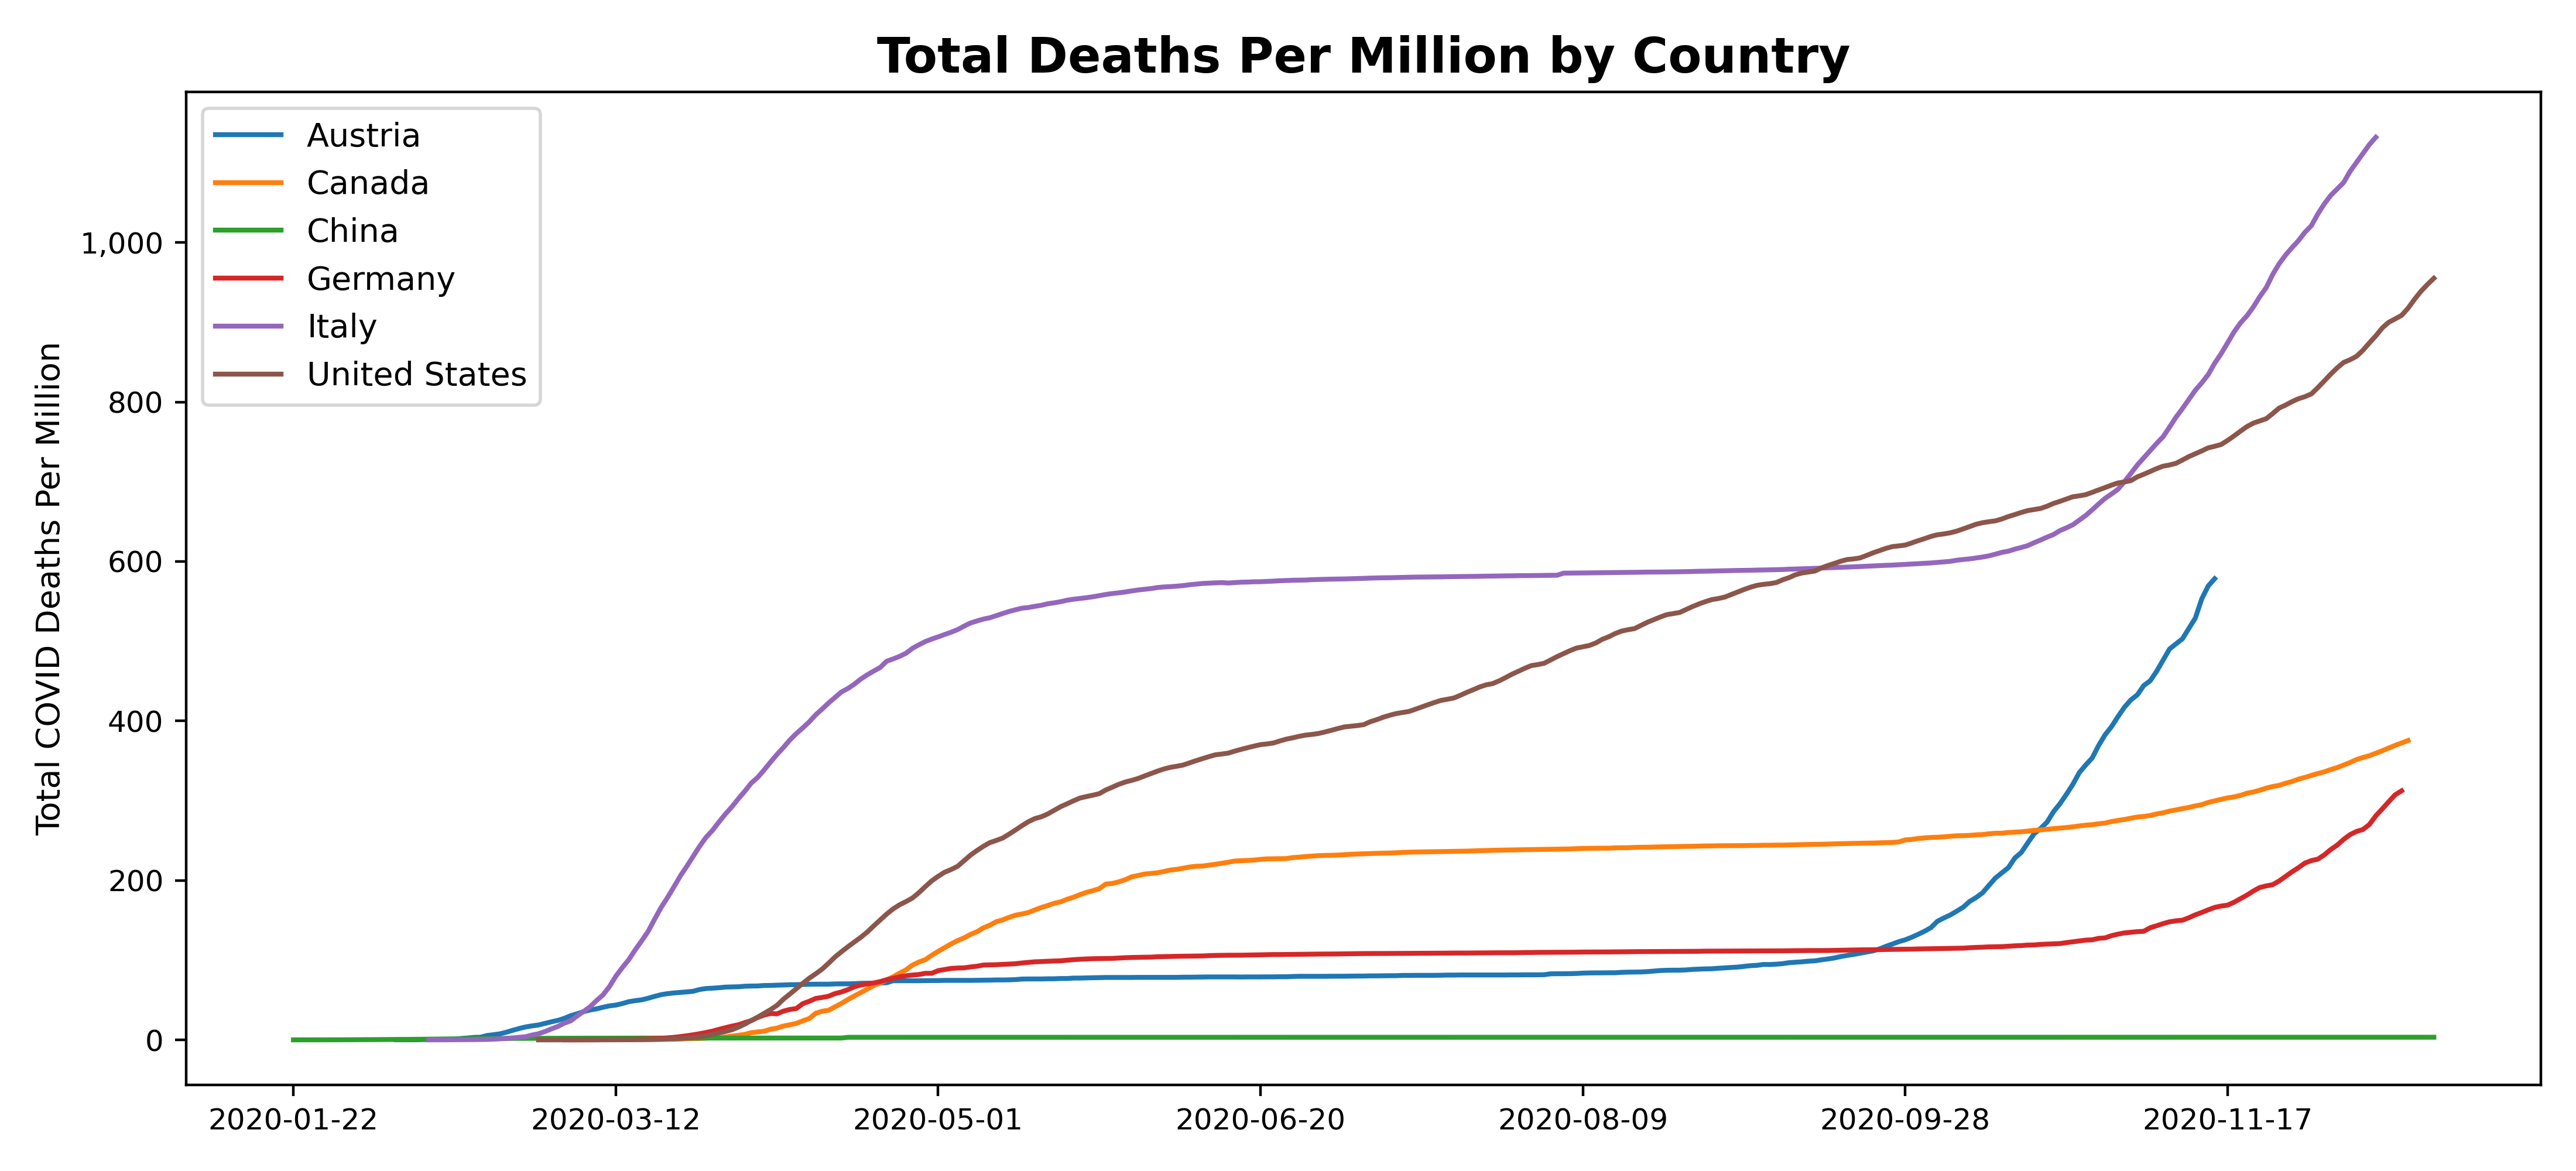 Total Deaths Per Million by Country
Austria
Canada
China
Germany
Italy
United States
Total COVID Deaths Per Million
1,000
800
600
400
200
0
2020-01-22 2020-03-12 2020-05-01 2020-06-20 2020-08-09 2020-09-28 2020-11-17